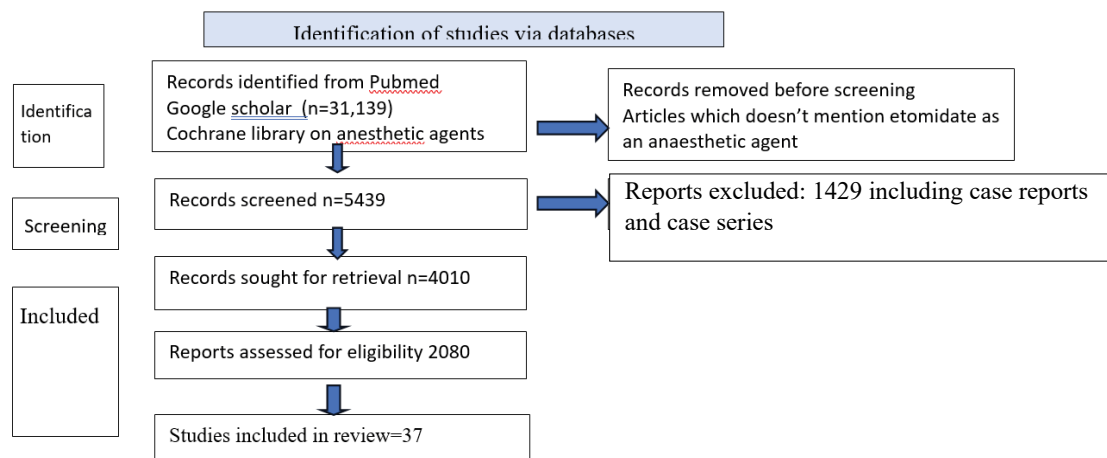 Identification of studies via databases
Identifica
tion
Records identified from Pubmed
Google scholar (n=31,139)
Cochrane library on anesthetic agents
Records removed before screening
Articles which doesn't mention etomidate as
an anaesthetic agent
Screening
Records screened n=5439
Reports excluded: 1429 including case reports
and case series
Records sought for retrieval n=4010
Included
Reports assessed for eligibility 2080
Studies included in review=37